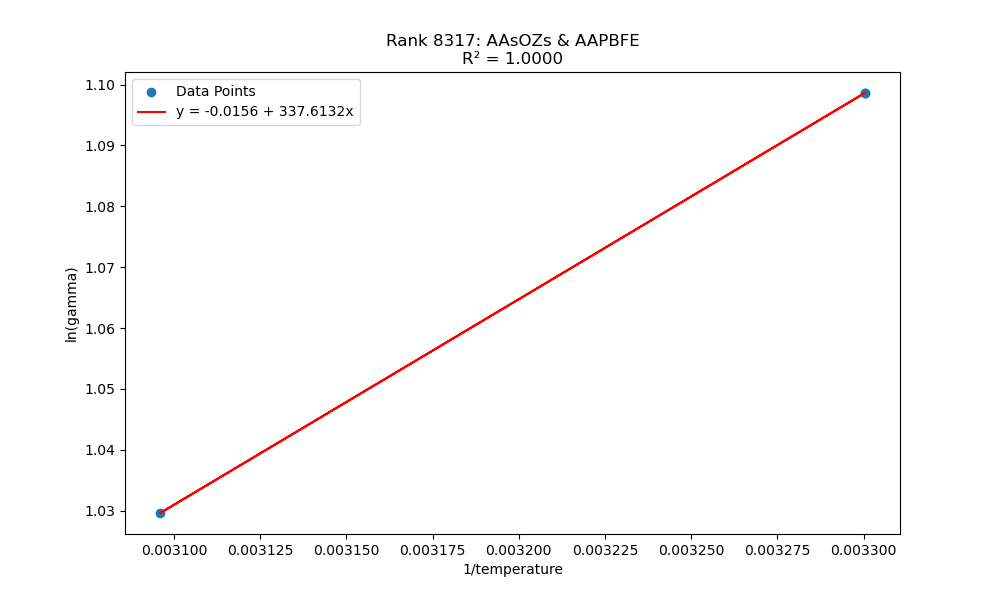 Rank 8317: AAsOZs & AAPBFE
R² = 1.0000
Data Points
y = -0.0156 + 337.6132x
ln(gamma)
1.10
1.09
1.08
1.07
1.06
1.05
1.04
1.03
0.003100 0.003125 0.003150 0.003175 0.003200 0.003225 0.003250 0.003275 0.003300
1/temperature